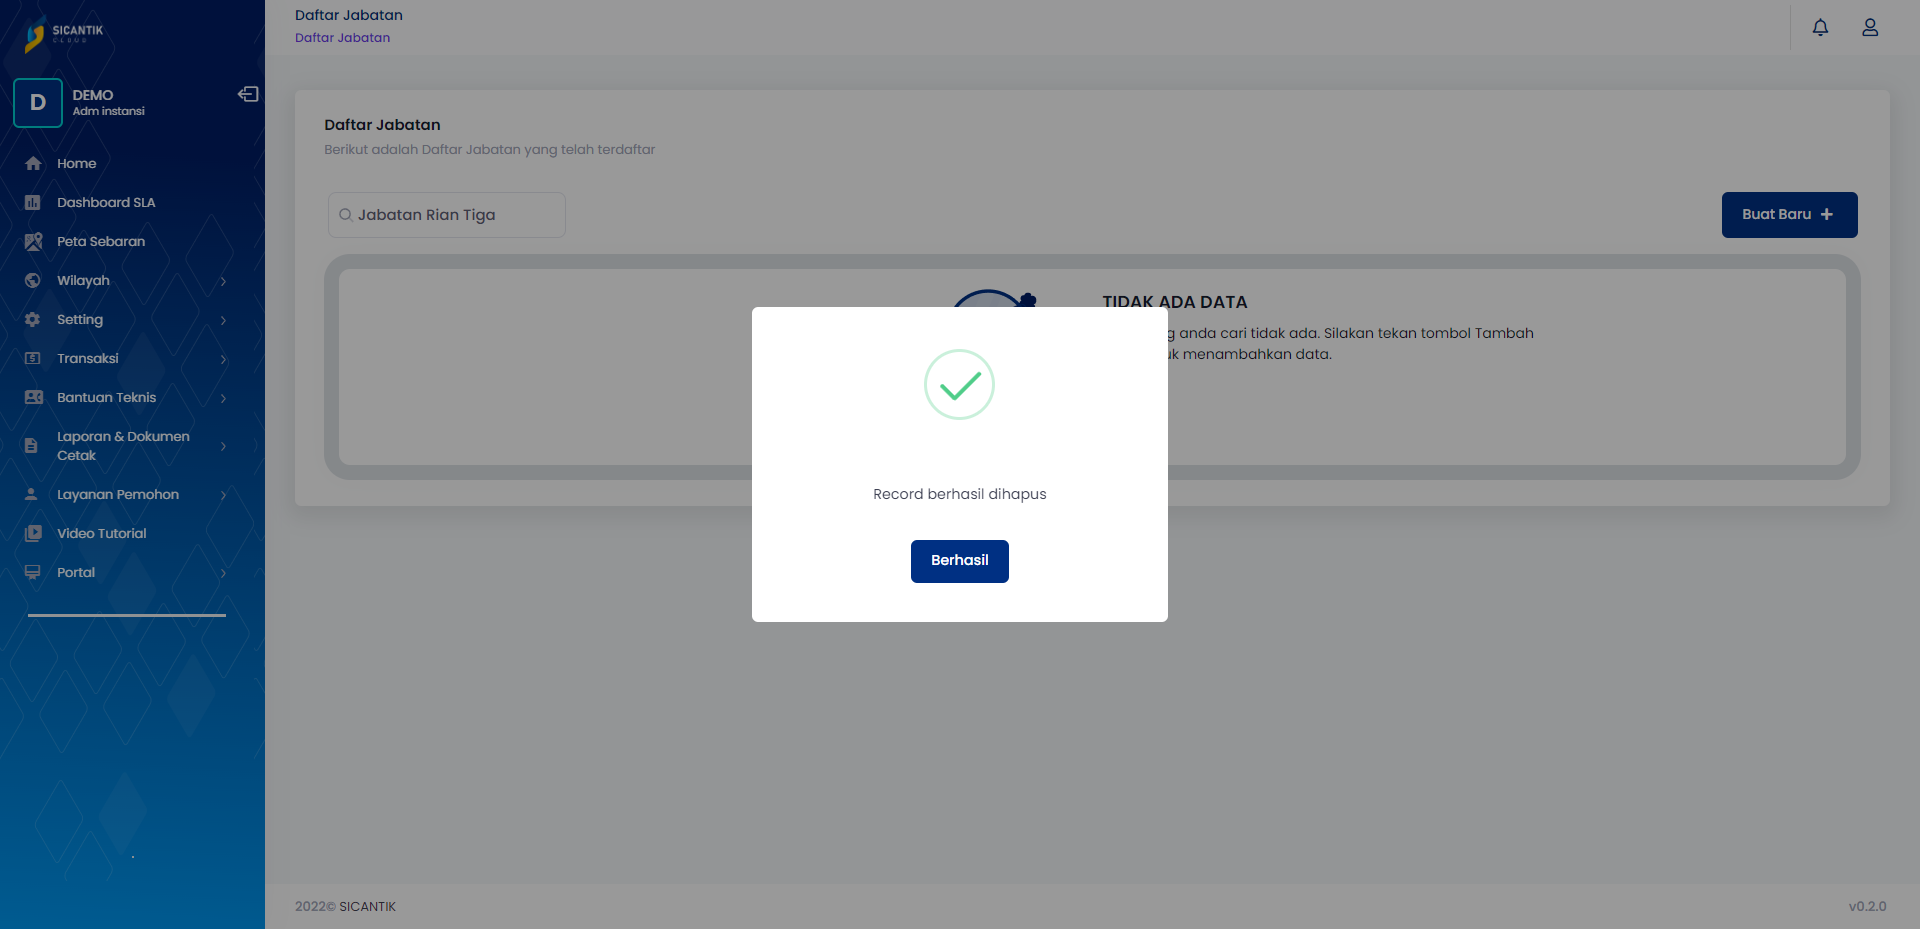 SICANTIK
CLOUD
D
DEMO
Adm instansi
Home
Dashboard SLA
Peta Sebaran
Wilayah
Setting
Transaksi
Bantuan Teknis
Laporan & Dokumen
Cetak
Layanan Pemohon
Video Tutorial
Portal
Daftar Jabatan
Daftar Jabatan
Daftar Jabatan
Berikut adalah Daftar Jabatan yang telah terdaftar
Jabatan Rian Tiga
Buat Baru +
TIDAK ADA DATA
anda cari tidak ada. Silakan tekan tombol Tambah
menambahkan data.
Record berhasil dihapus
Berhasil
2022© SICANTIK
v0.2.0